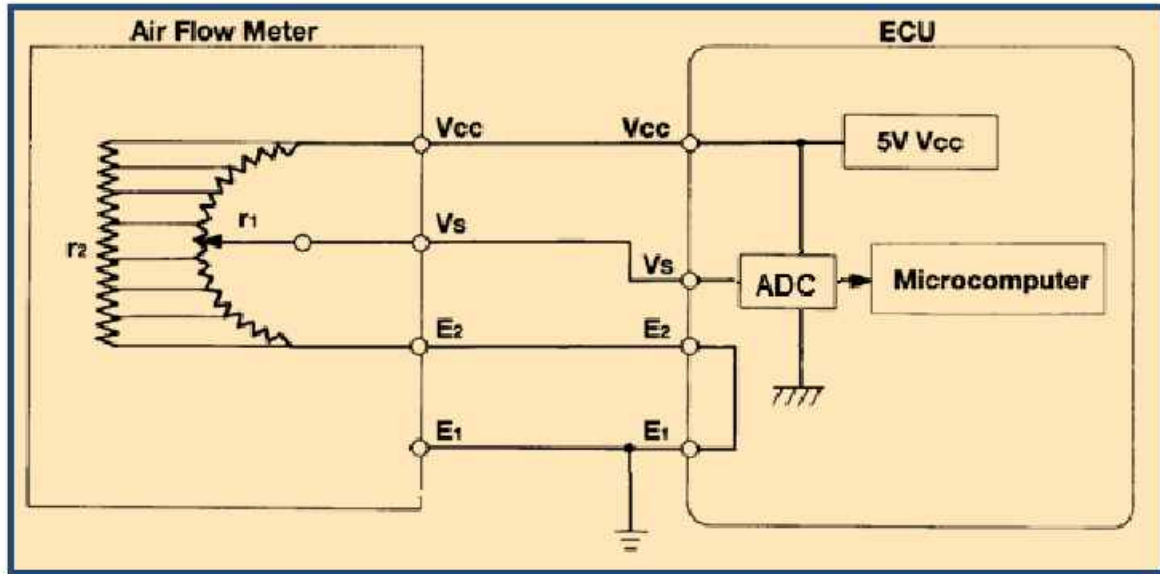 Air Flow Meter
ECU
Vcc
Vcc
5V Vcc
r1
Vs
r2
Vs
ADC
Microcomputer
E2
E2
E1
E1